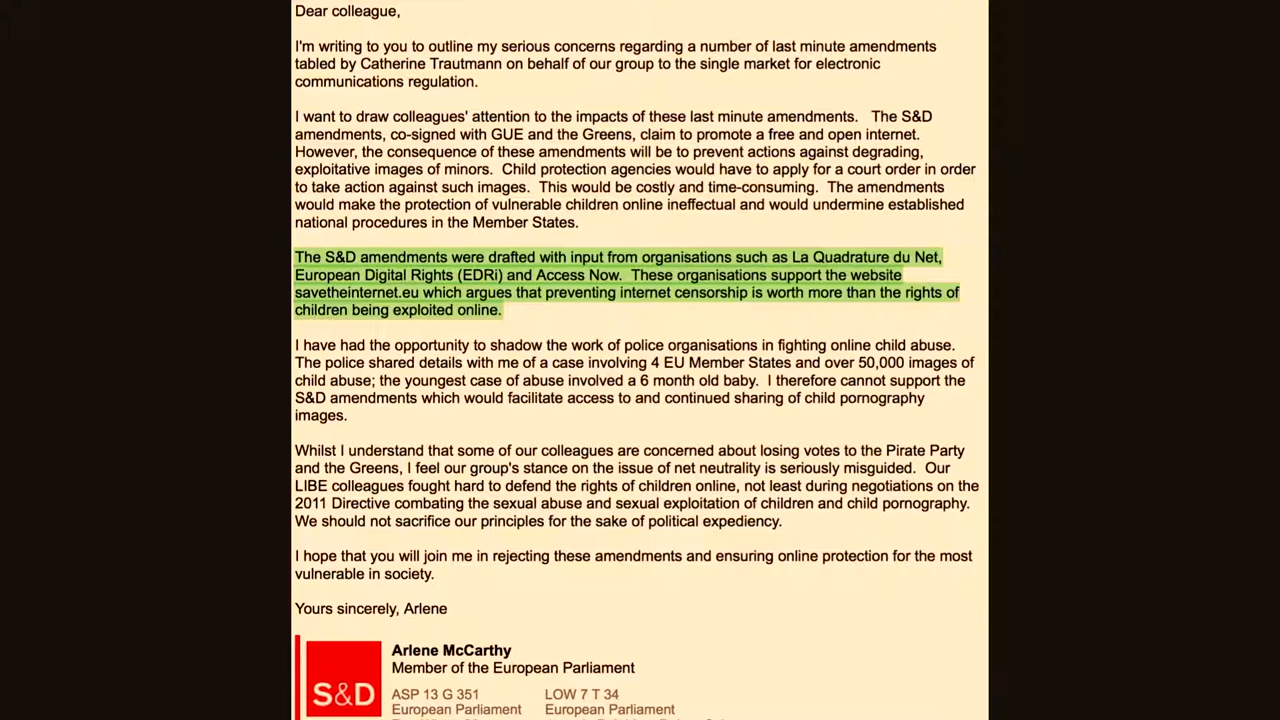 Dear colleague,
I'm writing to you to outline my serious concerns regarding a number of last minute amendments
tabled by Catherine Trautmann on behalf of our group to the single market for electronic
communications regulation.
I want to draw colleagues' attention to the impacts of these last minute amendments.   The S&D
amendments, co-signed with GUE and the Greens, claim to promote a free and open internet.
However, the consequence of these amendments will be to prevent actions against degrading,
exploitative images of minors.  Child protection agencies would have to apply for a court order in order
to take action against such images.  This would be costly and time-consuming.  The amendments
would make the protection of vulnerable children online ineffectual and would undermine established
national procedures in the Member States.
The S&D amendments were drafted with input from organisations such as La Quadrature du Net,
European Digital Rights (EDRi) and Access Now.  These organisations support the website
savetheinternet.eu which argues that preventing internet censorship is worth more than the rights of
children being exploited online.
I have had the opportunity to shadow the work of police organisations in fighting online child abuse.
The police shared details with me of a case involving 4 EU Member States and over 50,000 images of
child abuse; the youngest case of abuse involved a 6 month old baby.  I therefore cannot support the
S&D amendments which would facilitate access to and continued sharing of child pornography
images.
Whilst I understand that some of our colleagues are concerned about losing votes to the Pirate Party
and the Greens, I feel our group's stance on the issue of net neutrality is seriously misguided.  Our
LIBE colleagues fought hard to defend the rights of children online, not least during negotiations on the
2011 Directive combating the sexual abuse and sexual exploitation of children and child pornography.
We should not sacrifice our principles for the sake of political expediency.
I hope that you will join me in rejecting these amendments and ensuring online protection for the most
vulnerable in society.
Yours sincerely, Arlene
Arlene McCarthy
Member of the European Parliament
S&D
ASP 13 G 351 LOW 7 T 34
European Parliament European Parliament